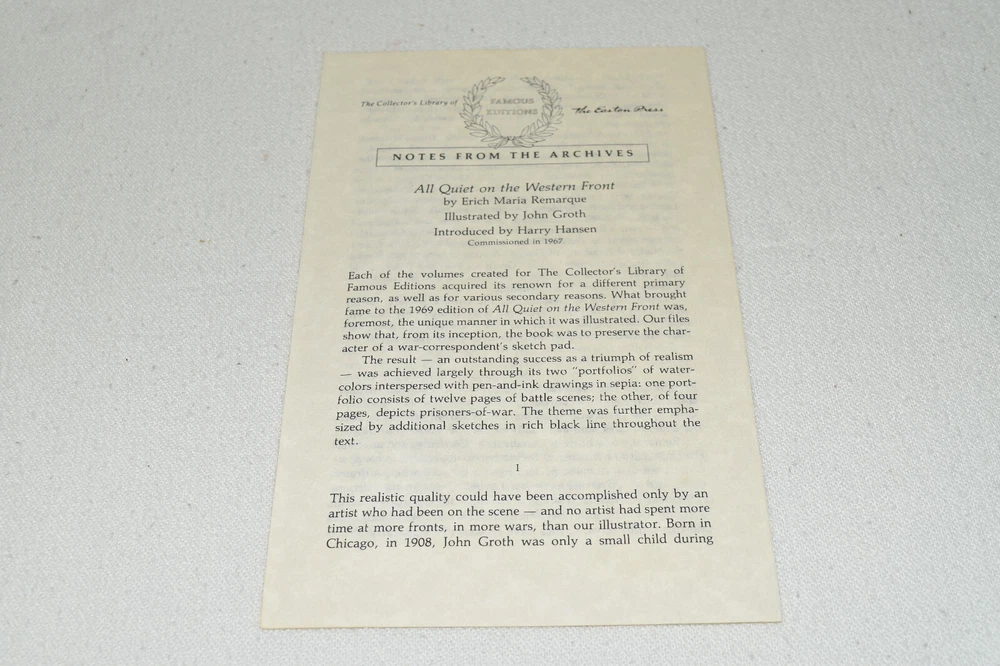 The Collector's Library of
FAMOUS
EDITIONS
The Easton Press
NOTES FROM THE ARCHIVES
All Quiet on the Western Front
by Erich Maria Remarque
Illustrated by John Groth
Introduced by Harry Hansen
Commissioned in 1967
Each of the volumes created for The Collector's Library of
Famous Editions acquired its renown for a different primary
reason, as well as for various secondary reasons. What brought
fame to the 1969 edition of All Quiet on the Western Front was,
foremost, the unique manner in which it was illustrated. Our files
show that, from its inception, the book was to preserve the char-
acter of a war-correspondent's sketch pad.
The result — an outstanding success as a triumph of realism
— was achieved largely through its two "portfolios" of water-
colors interspersed with pen-and-ink drawings in sepia: one port-
folio consists of twelve pages of battle scenes; the other, of four
pages, depicts prisoners-of-war. The theme was further empha-
sized by additional sketches in rich black line throughout the
text.
1
This realistic quality could have been accomplished only by an
artist who had been on the scene — and no artist had spent more
time at more fronts, in more wars, than our illustrator. Born in
Chicago, in 1908, John Groth was only a small child during